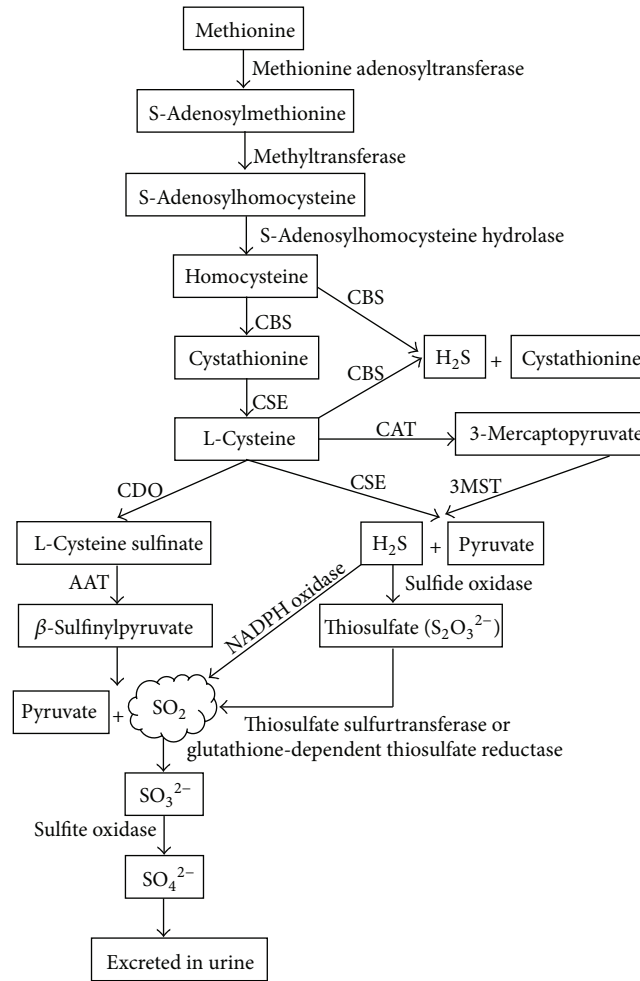 Methionine
Methionine adenosyltransferase
S-Adenosylmethionine
Methyltransferase
S-Adenosylhomocysteine
S-Adenosylhomocysteine hydrolase
Homocysteine
CBS
CBS
Cystathionine
H₂S + Cystathionine
CBS
CSE
L-Cysteine
CAT
3-Mercaptopyruvate
CDO
CSE
3MST
L-Cysteine sulfinate
H₂S + Pyruvate
AAT
NADPH oxidase
Sulfide oxidase
β-Sulfinylpyruvate
Thiosulfate (S₂O₃²⁻)
Pyruvate + SO₂
Thiosulfate sulfurtransferase or
glutathione-dependent thiosulfate reductase
SO₃²⁻
Sulfite oxidase
SO₄²⁻
Excreted in urine